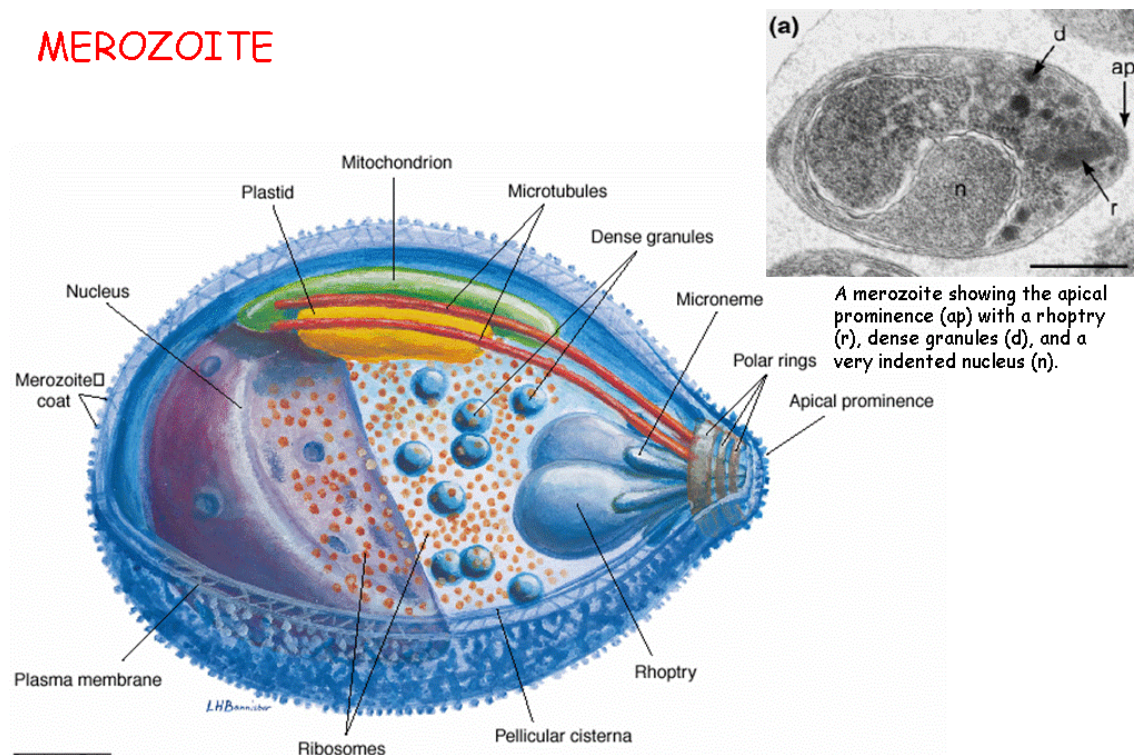 MEROZOITE
(a)
d
ap
n
r
A merozoite showing the apical
prominence (ap) with a rhoptry
(r), dense granules (d), and a
very indented nucleus (n).
Mitochondrion
Plastid
Microtubules
Dense granules
Nucleus
Microneme
Polar rings
Merozoite□
coat
Apical prominence
Plasma membrane
Rhoptry
LHBannister
Pellicular cisterna
Ribosomes